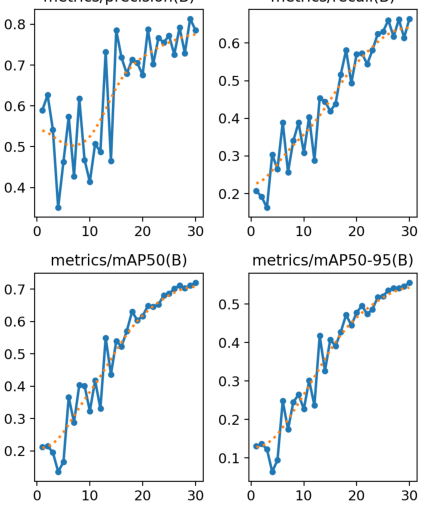 metrics/precision(B)
metrics/recall(B)
0.8
0.7
0.6
0.5
0.4
0 10 20 30
0.6
0.5
0.4
0.3
0.2
0 10 20 30
metrics/mAP50(B)
metrics/mAP50-95(B)
0.7
0.6
0.5
0.4
0.3
0.2
0 10 20 30
0.5
0.4
0.3
0.2
0.1
0 10 20 30